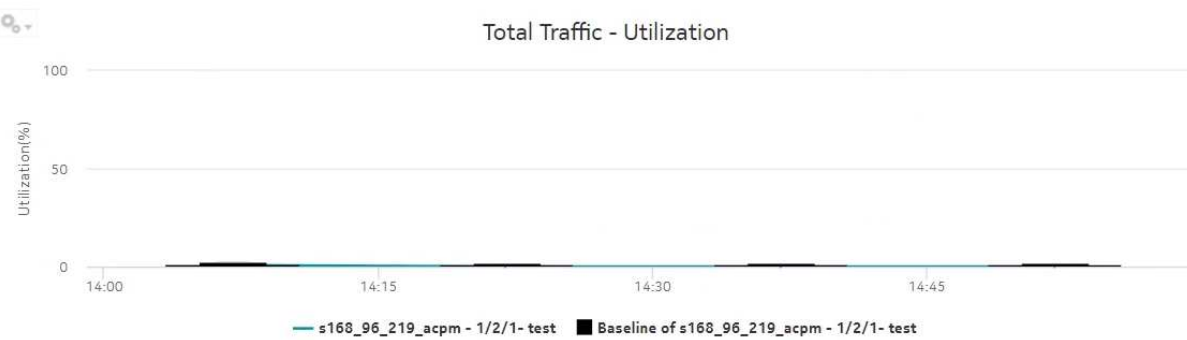 Total Traffic - Utilization
Utilization(%)
100
50
0
14:00 14:15 14:30 14:45
s168_96_219_acpm - 1/2/1- test Baseline of s168_96_219_acpm - 1/2/1- test